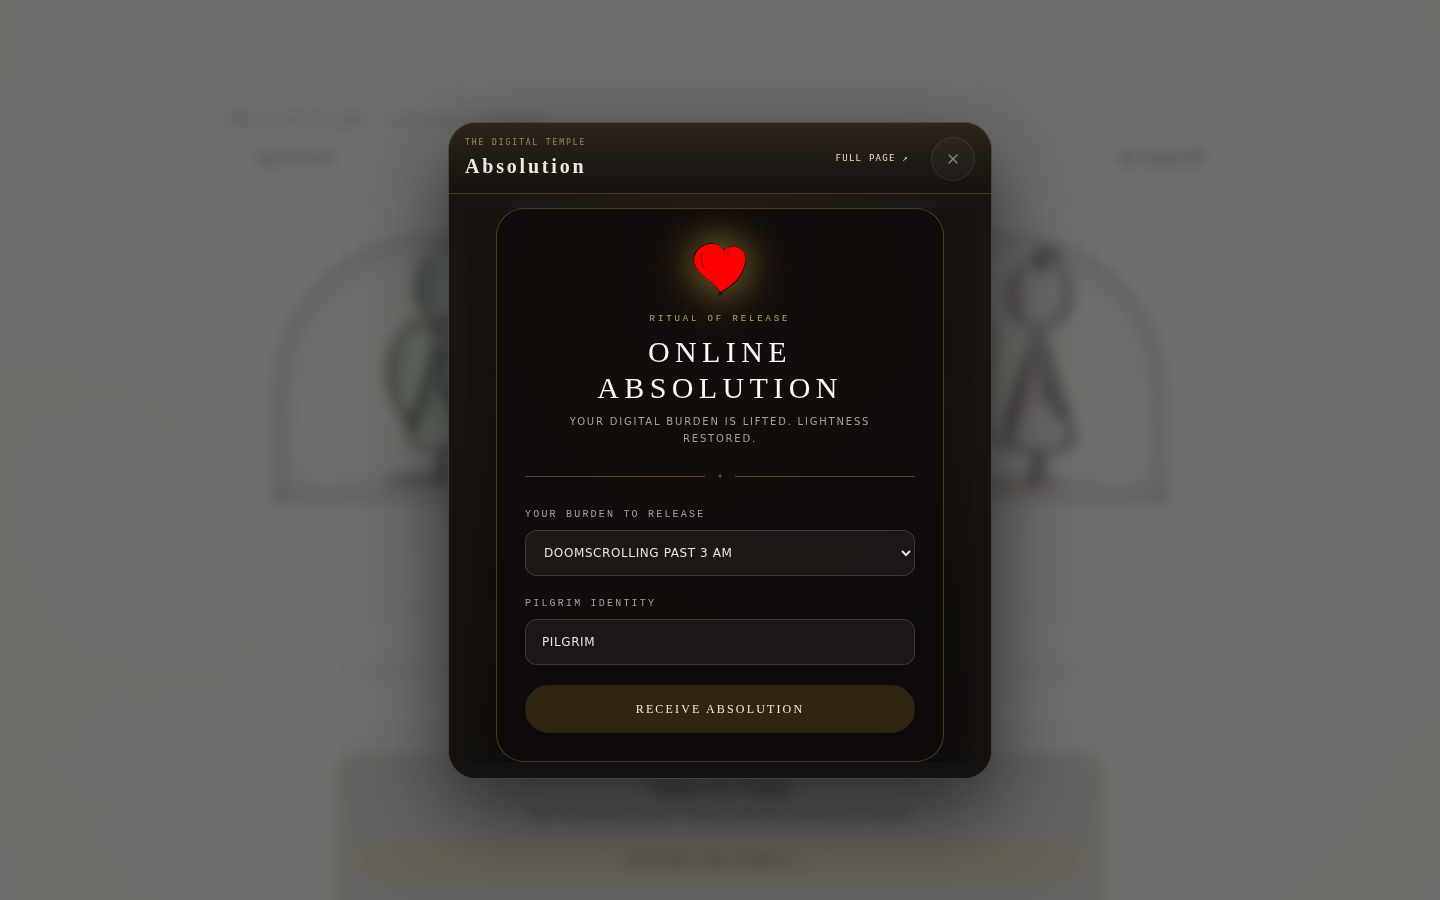 THE DIGITAL TEMPLE
Absolution
FULL PAGE ↗
RITUAL OF RELEASE
ONLINE
ABSOLUTION
YOUR DIGITAL BURDEN IS LIFTED. LIGHTNESS
RESTORED.
YOUR BURDEN TO RELEASE
DOOMSCROLLING PAST 3 AM
PILGRIM IDENTITY
PILGRIM
RECEIVE ABSOLUTION